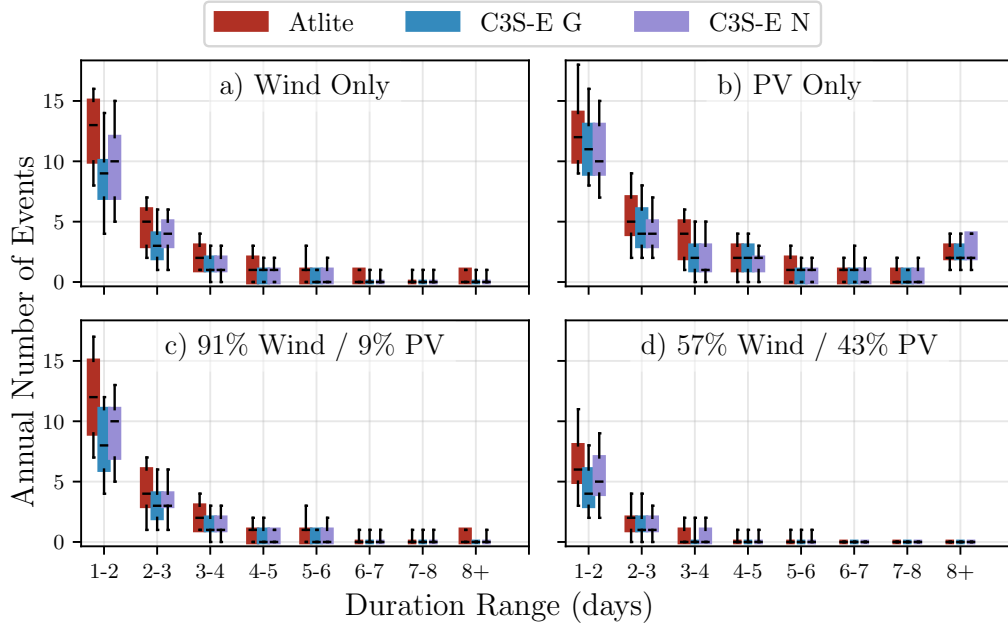 Atlite C3S-E G C3S-E N
a) Wind Only
b) PV Only
15
10
5
0
c) 91% Wind / 9% PV
d) 57% Wind / 43% PV
15
10
5
0
Annual Number of Events
1-2 2-3 3-4 4-5 5-6 6-7 7-8 8+
1-2 2-3 3-4 4-5 5-6 6-7 7-8 8+
Duration Range (days)